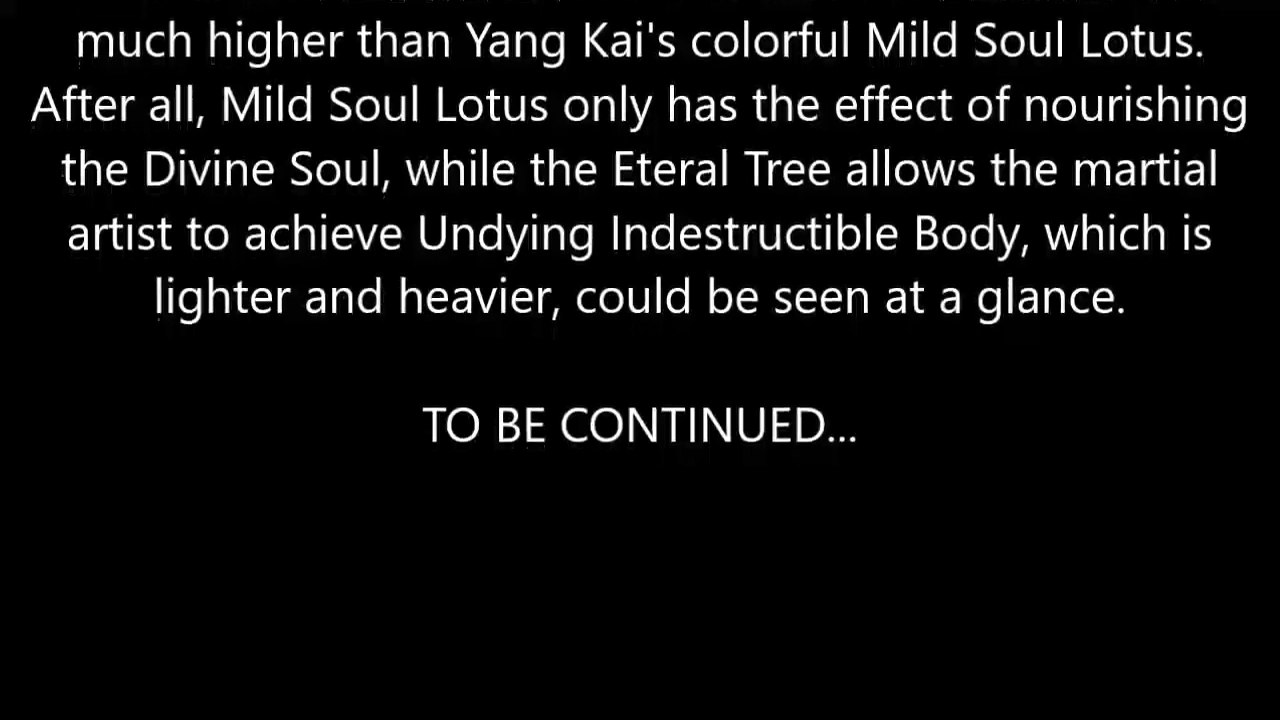 much higher than Yang Kai's colorful Mild Soul Lotus.
After all, Mild Soul Lotus only has the effect of nourishing
the Divine Soul, while the Eteral Tree allows the martial
artist to achieve Undying Indestructible Body, which is
lighter and heavier, could be seen at a glance.
TO BE CONTINUED...